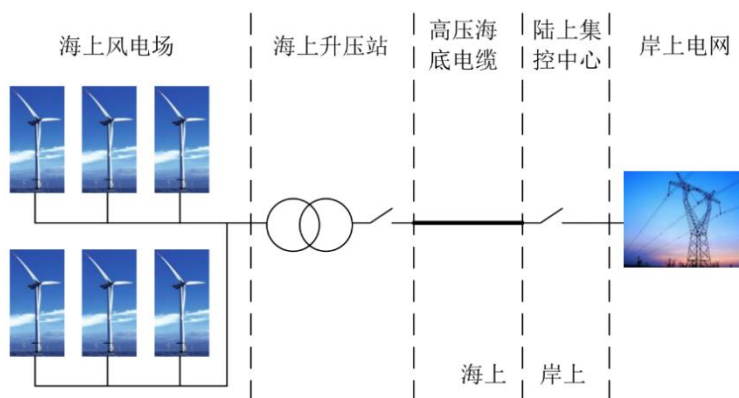 海上风电场
海上升压站
高压海
底电缆
陆上集
控中心
岸上电网
海上
岸上